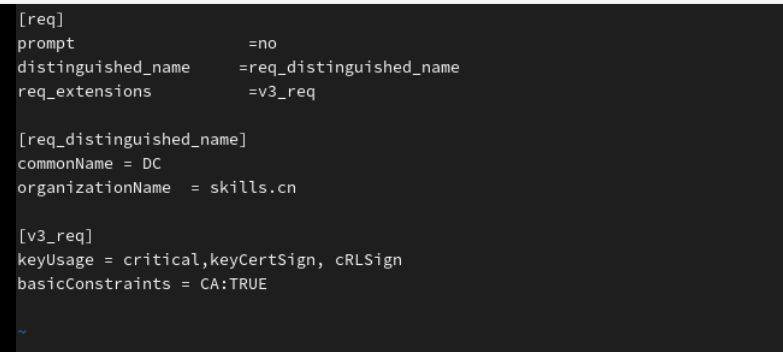 [req]
prompt                  =no
distinguished_name     =req_distinguished_name
req_extensions          =v3_req

[req_distinguished_name]
commonName = DC
organizationName  = skills.cn

[v3_req]
keyUsage = critical,keyCertSign, cRLSign
basicConstraints = CA:TRUE

~